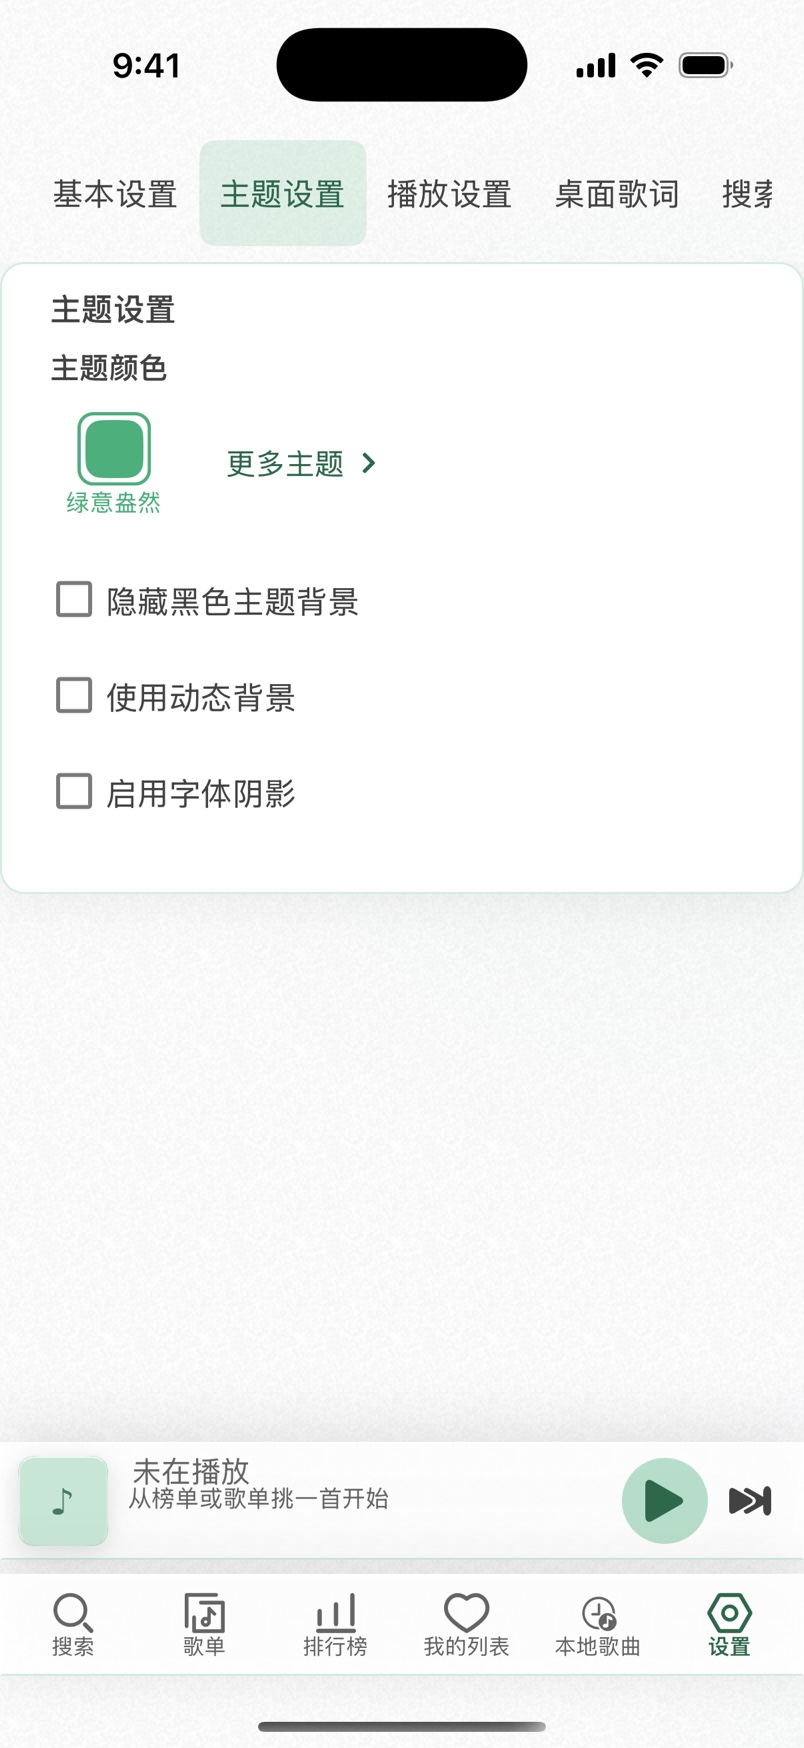 9:41
基本设置 主题设置 播放设置 桌面歌词 搜索
主题设置
主题颜色
更多主题
绿意盎然
隐藏黑色主题背景
使用动态背景
启用字体阴影
未在播放
从榜单或歌单挑一首开始
搜索 歌单 排行榜 我的列表 本地歌曲 设置